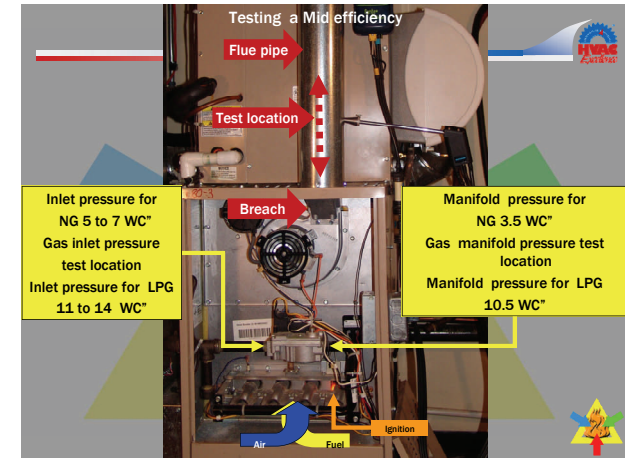 Testing a Mid efficiency
Flue pipe
HVAC
Test location
Inlet pressure for
NG 5 to 7 WC"
Gas inlet pressure
test location
Inlet pressure for LPG
11 to 14 WC"
Breach
Manifold pressure for
NG 3.5 WC"
Gas manifold pressure test
location
Manifold pressure for LPG
10.5 WC"
Ignition
Air
Fuel